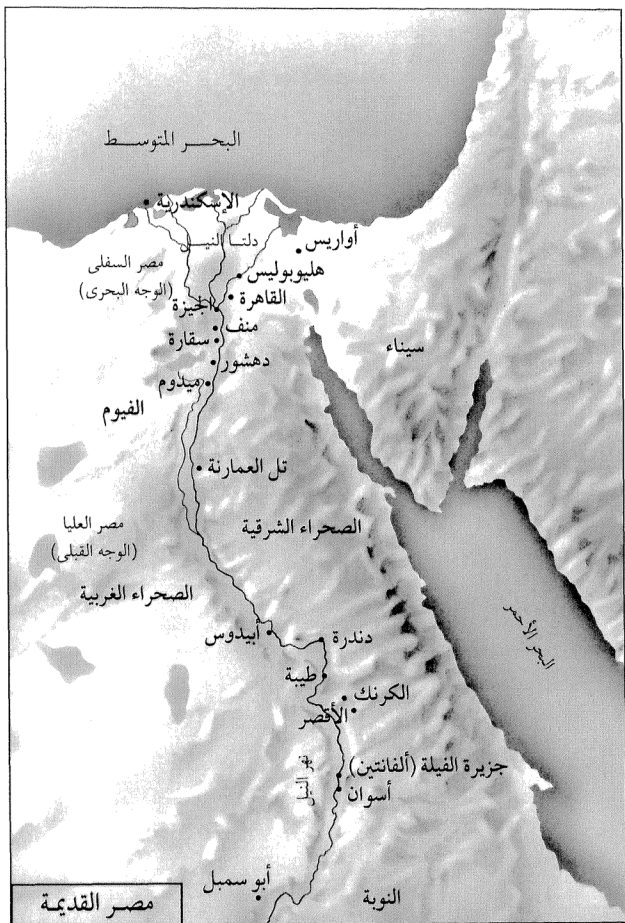 البحر المتوسط
الإسكندرية
دلتا النيل
أواريس
مصر السفلى
(الوجه البحرى)
هليوبوليس
القاهرة
الجيزة
منف
سقارة
سيناء
دهشور
ميدوم
الفيوم
تل العمارنة
مصر العليا
(الوجه القبلى)
الصحراء الشرقية
الصحراء الغربية
البحر الأحمر
أبيدوس
دندرة
طيبة
الكرنك
الأقصر
نهر النيل
جزيرة الفيلة (ألفانتين)
أسوان
أبو سمبل
النوبة
مصر القديمة